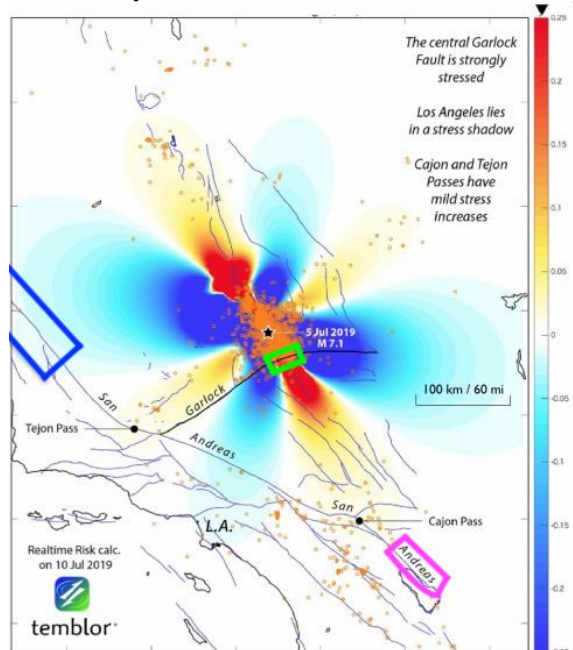 The central Garlock
Fault is strongly
stressed
Los Angeles lies
in a stress shadow
Cajon and Tejon
Passes have
mild stress
increases
0.25
0.2
0.15
0.1
0.05
0
-0.05
-0.1
-0.15
-0.2
5 Jul 2019
M 7.1
100 km / 60 mi
Garlock
San
Tejon Pass
Andreas
San
Cajon Pass
L.A.
Andreas
Realtime Risk calc.
on 10 Jul 2019
temblor